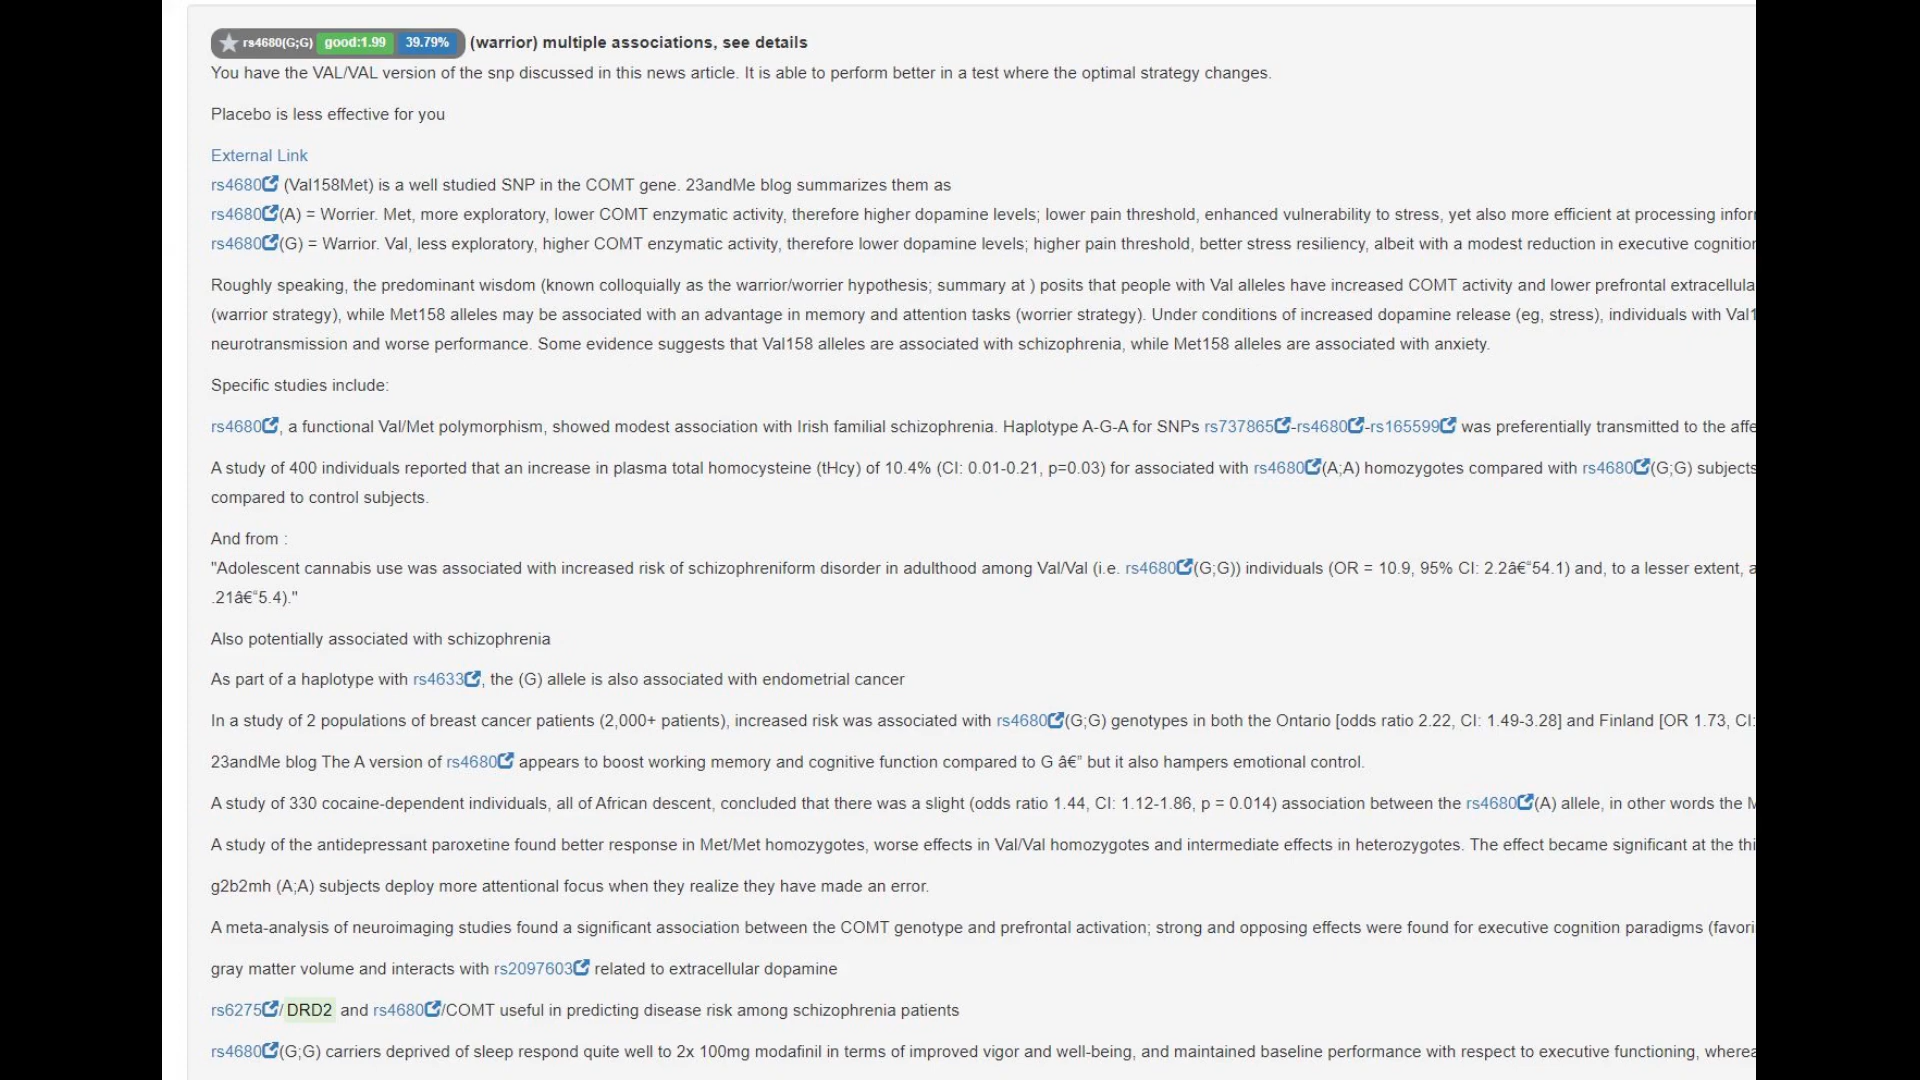 rs4680(G;G) good:1.99 39.79% (warrior) multiple associations, see details
You have the VAL/VAL version of the snp discussed in this news article. It is able to perform better in a test where the optimal strategy changes.
Placebo is less effective for you
External Link
rs4680 (Val158Met) is a well studied SNP in the COMT gene. 23andMe blog summarizes them as
rs4680(A) = Worrier. Met, more exploratory, lower COMT enzymatic activity, therefore higher dopamine levels; lower pain threshold, enhanced vulnerability to stress, yet also more efficient at processing infor
rs4680(G) = Warrior. Val, less exploratory, higher COMT enzymatic activity, therefore lower dopamine levels; higher pain threshold, better stress resiliency, albeit with a modest reduction in executive cognition
Roughly speaking, the predominant wisdom (known colloquially as the warrior/worrier hypothesis; summary at ) posits that people with Val alleles have increased COMT activity and lower prefrontal extracellula
(warrior strategy), while Met158 alleles may be associated with an advantage in memory and attention tasks (worrier strategy). Under conditions of increased dopamine release (eg, stress), individuals with Val1
neurotransmission and worse performance. Some evidence suggests that Val158 alleles are associated with schizophrenia, while Met158 alleles are associated with anxiety.
Specific studies include:
rs4680, a functional Val/Met polymorphism, showed modest association with Irish familial schizophrenia. Haplotype A-G-A for SNPs rs737865-rs4680-rs165599 was preferentially transmitted to the affe
A study of 400 individuals reported that an increase in plasma total homocysteine (tHcy) of 10.4% (CI: 0.01-0.21, p=0.03) for associated with rs4680(A;A) homozygotes compared with rs4680(G;G) subjects
compared to control subjects.
And from :
"Adolescent cannabis use was associated with increased risk of schizophreniform disorder in adulthood among Val/Val (i.e. rs4680(G;G)) individuals (OR = 10.9, 95% CI: 2.2â€“54.1) and, to a lesser extent, a
.21â€“5.4)."
Also potentially associated with schizophrenia
As part of a haplotype with rs4633, the (G) allele is also associated with endometrial cancer
In a study of 2 populations of breast cancer patients (2,000+ patients), increased risk was associated with rs4680(G;G) genotypes in both the Ontario [odds ratio 2.22, CI: 1.49-3.28] and Finland [OR 1.73, CI:
23andMe blog The A version of rs4680 appears to boost working memory and cognitive function compared to G â€” but it also hampers emotional control.
A study of 330 cocaine-dependent individuals, all of African descent, concluded that there was a slight (odds ratio 1.44, CI: 1.12-1.86, p = 0.014) association between the rs4680(A) allele, in other words the M
A study of the antidepressant paroxetine found better response in Met/Met homozygotes, worse effects in Val/Val homozygotes and intermediate effects in heterozygotes. The effect became significant at the thi
g2b2mh (A;A) subjects deploy more attentional focus when they realize they have made an error.
A meta-analysis of neuroimaging studies found a significant association between the COMT genotype and prefrontal activation; strong and opposing effects were found for executive cognition paradigms (favori
gray matter volume and interacts with rs2097603 related to extracellular dopamine
rs6275/DRD2 and rs4680/COMT useful in predicting disease risk among schizophrenia patients
rs4680(G;G) carriers deprived of sleep respond quite well to 2x 100mg modafinil in terms of improved vigor and well-being, and maintained baseline performance with respect to executive functioning, wherea